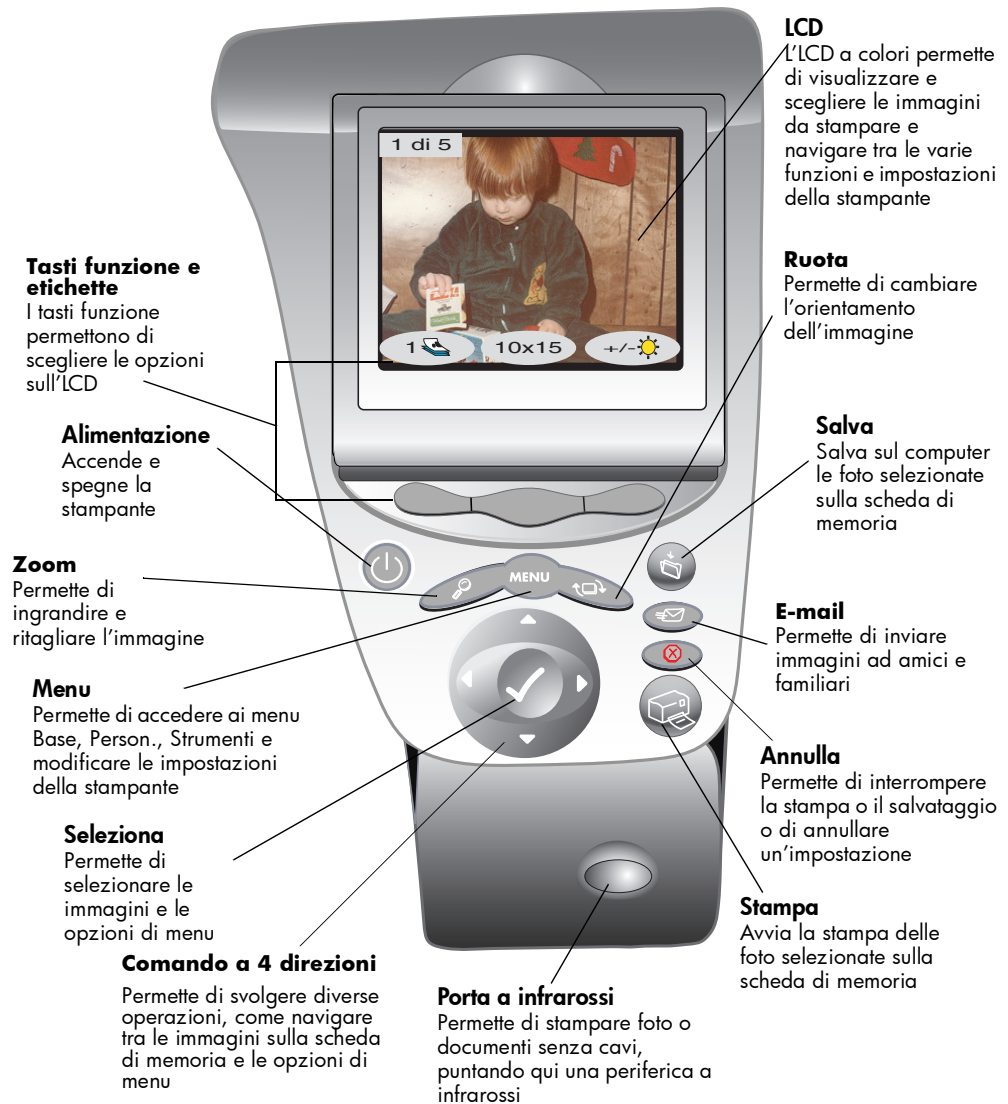 LCD
L'LCD a colori permette
di visualizzare e
scegliere le immagini
da stampare e
navigare tra le varie
funzioni e impostazioni
della stampante
1 di 5
Tasti funzione e
etichette
I tasti funzione
permettono di
scegliere le opzioni
sull'LCD
Ruota
Permette di cambiare
l'orientamento
dell'immagine
1
10x15
+/-
Alimentazione
Accende e
spegne la
stampante
Salva
Salva sul computer
le foto selezionate
sulla scheda di
memoria
Zoom
Permette di
ingrandire e
ritagliare l'immagine
MENU
E-mail
Permette di inviare
immagini ad amici e
familiari
Menu
Permette di accedere ai menu
Base, Person., Strumenti e
modificare le impostazioni
della stampante
Annulla
Permette di interrompere
la stampa o il salvataggio
o di annullare
un'impostazione
Seleziona
Permette di
selezionare le
immagini e le
opzioni di menu
Stampa
Avvia la stampa delle
foto selezionate sulla
scheda di memoria
Comando a 4 direzioni
Permette di svolgere diverse
operazioni, come navigare
tra le immagini sulla scheda
di memoria e le opzioni di
menu
Porta a infrarossi
Permette di stampare foto o
documenti senza cavi,
puntando qui una periferica a
infrarossi